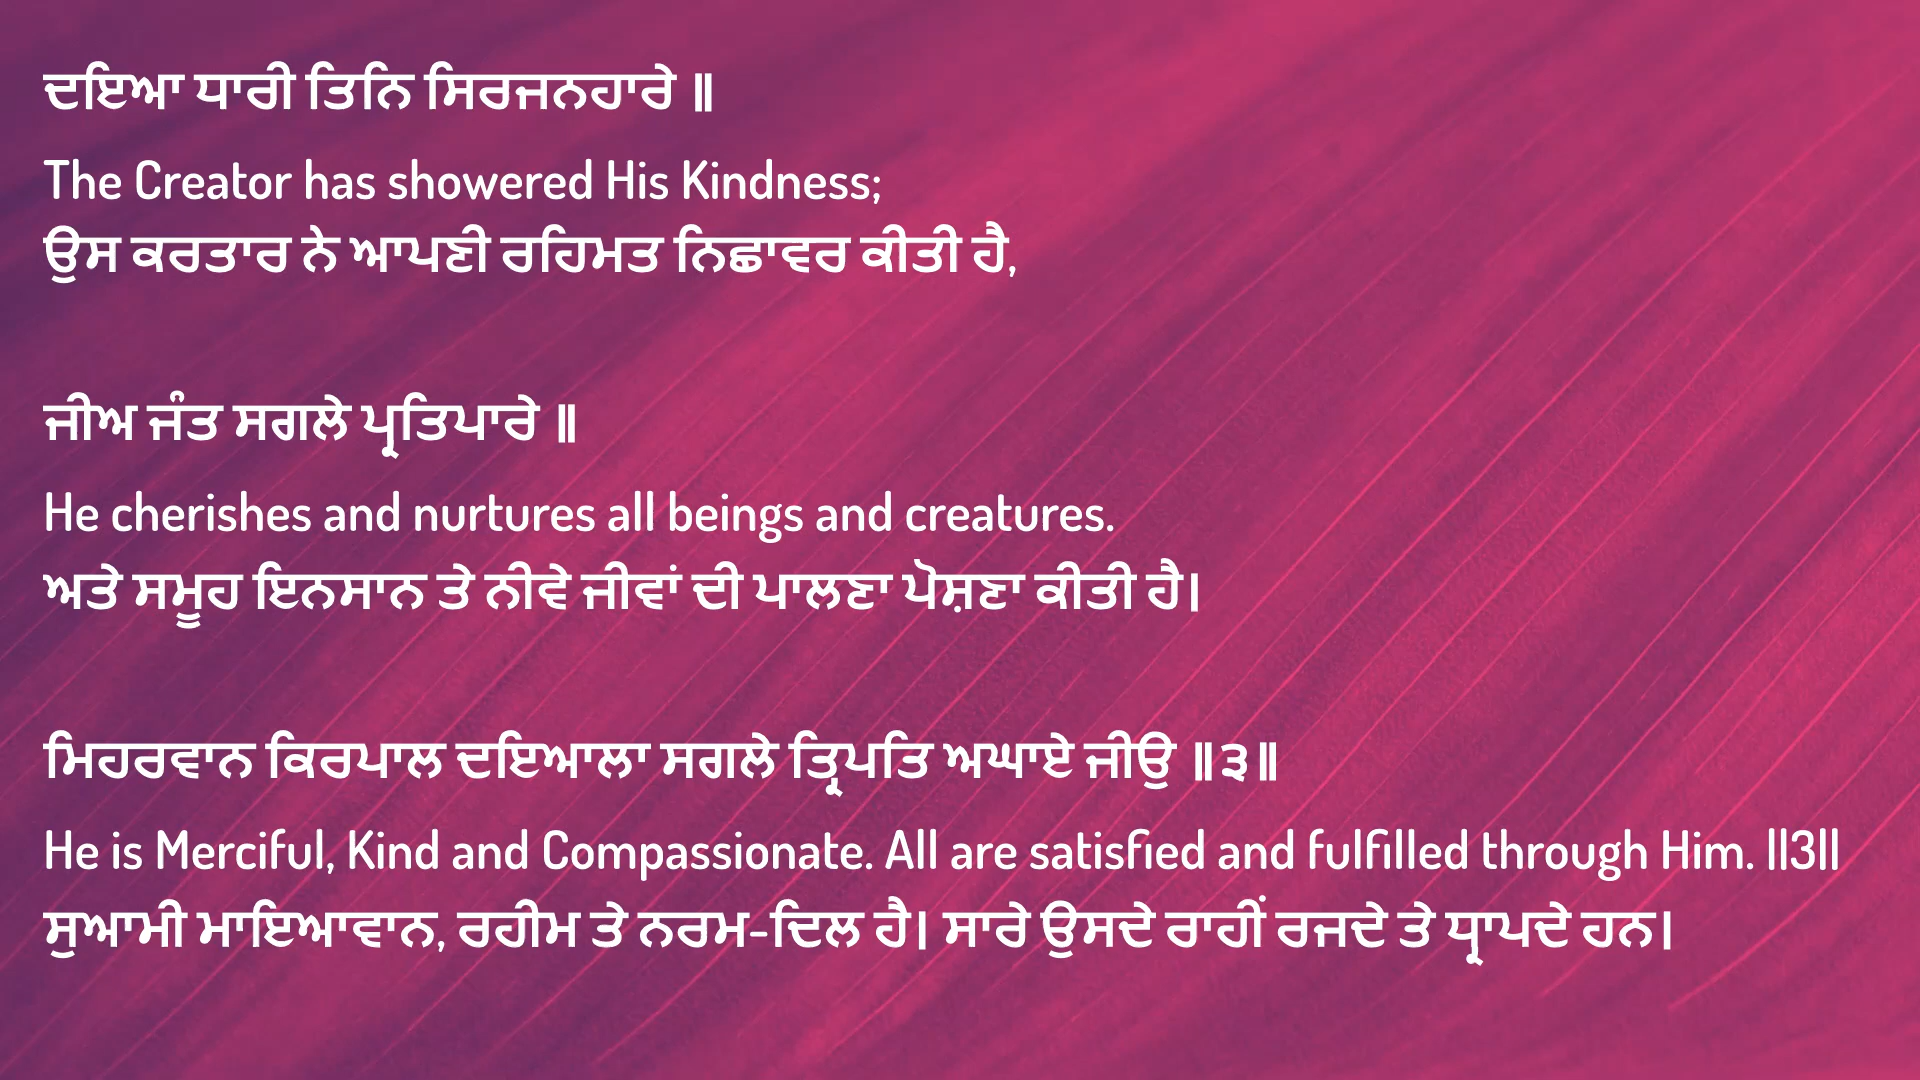 ਦਇਆ ਧਾਰੀ ਤਿਨਿ ਸਿਰਜਨਹਾਰੇ ॥
The Creator has showered His Kindness;
ਉਸ ਕਰਤਾਰ ਨੇ ਆਪਣੀ ਰਹਿਮਤ ਨਿਛਾਵਰ ਕੀਤੀ ਹੈ,
ਜੀਅ ਜੰਤ ਸਗਲੇ ਪ੍ਰਤਿਪਾਰੇ ॥
He cherishes and nurtures all beings and creatures.
ਅਤੇ ਸਮੂਹ ਇਨਸਾਨ ਤੇ ਨੀਵੇ ਜੀਵਾਂ ਦੀ ਪਾਲਣਾ ਪੋਸ਼ਣਾ ਕੀਤੀ ਹੈ।
ਮਿਹਰਵਾਨ ਕਿਰਪਾਲ ਦਇਆਲਾ ਸਗਲੇ ਤ੍ਰਿਪਤਿ ਅਘਾਏ ਜੀਉ ॥੩॥
He is Merciful, Kind and Compassionate. All are satisfied and fulfilled through Him. ||3||
ਸੁਆਮੀ ਮਾਇਆਵਾਨ, ਰਹੀਮ ਤੇ ਨਰਮ-ਦਿਲ ਹੈ। ਸਾਰੇ ਉਸਦੇ ਰਾਹੀਂ ਰਜਦੇ ਤੇ ਧ੍ਰਾਪਦੇ ਹਨ।